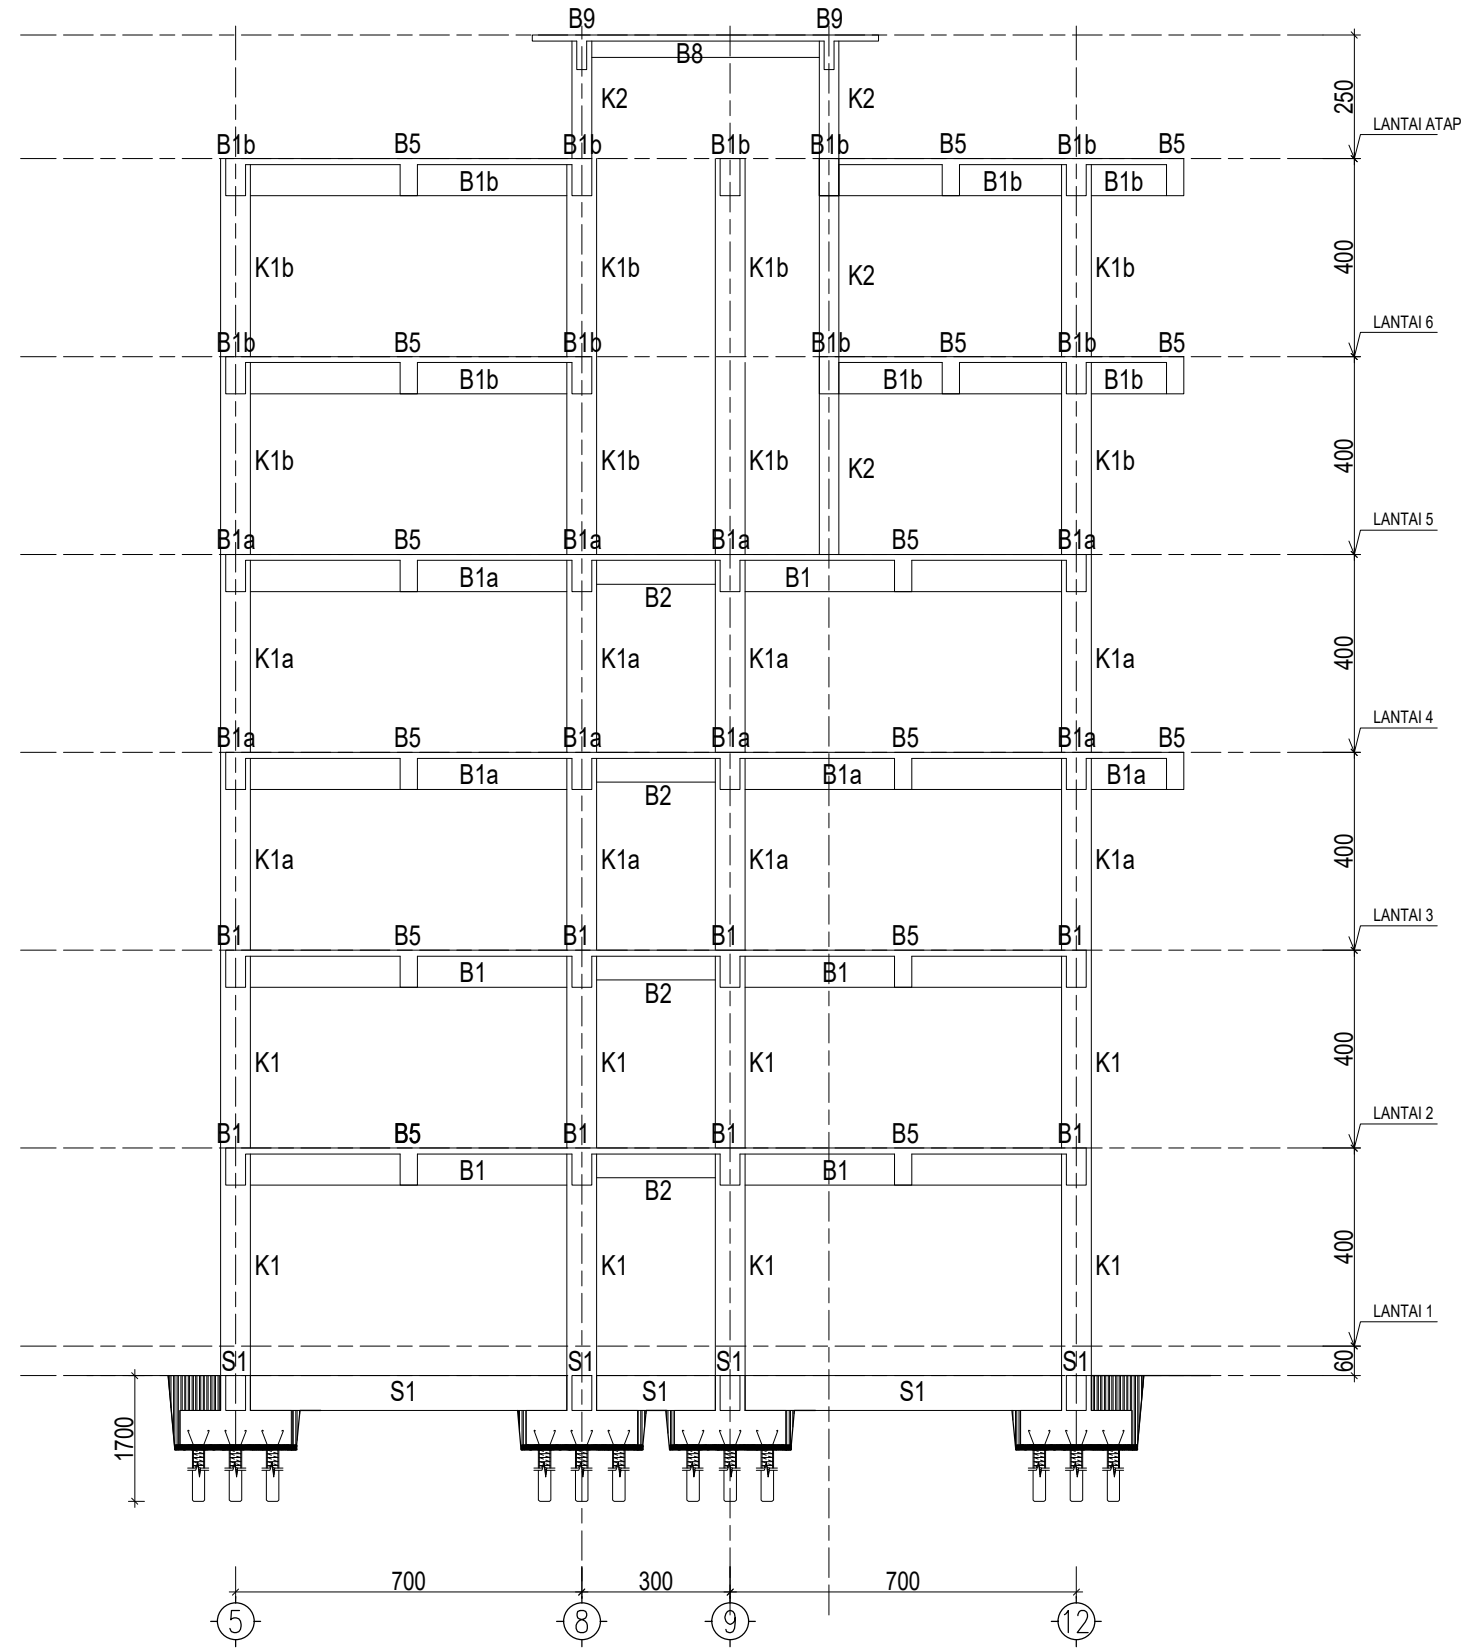 B9 B9
B8
K2 K2 250
LANTAI ATAP
B1b B5 B1b B1b B1b B5 B1b B5
B1b B1b B1b
K1b K1b K1b K2 K1b 400
LANTAI 6
B1b B5 B1b B1b B5 B1b B5
B1b B1b B1b
K1b K1b K1b K2 K1b 400
LANTAI 5
B1a B5 B1a B1a B5 B1a
B1a B2 B1
K1a K1a K1a K1a 400
LANTAI 4
B1a B5 B1a B1a B5 B1a B5
B1a B2 B1a B1a
K1a K1a K1a K1a 400
LANTAI 3
B1 B5 B1 B1 B5 B1
B1 B2 B1
K1 K1 K1 K1 400
LANTAI 2
B1 B5 B1 B1 B5 B1
B1 B2 B1
K1 K1 K1 K1 400
LANTAI 1
S1 S1 S1 S1 60
S1 S1 S1
1700
700 300 700
5 8 9 12